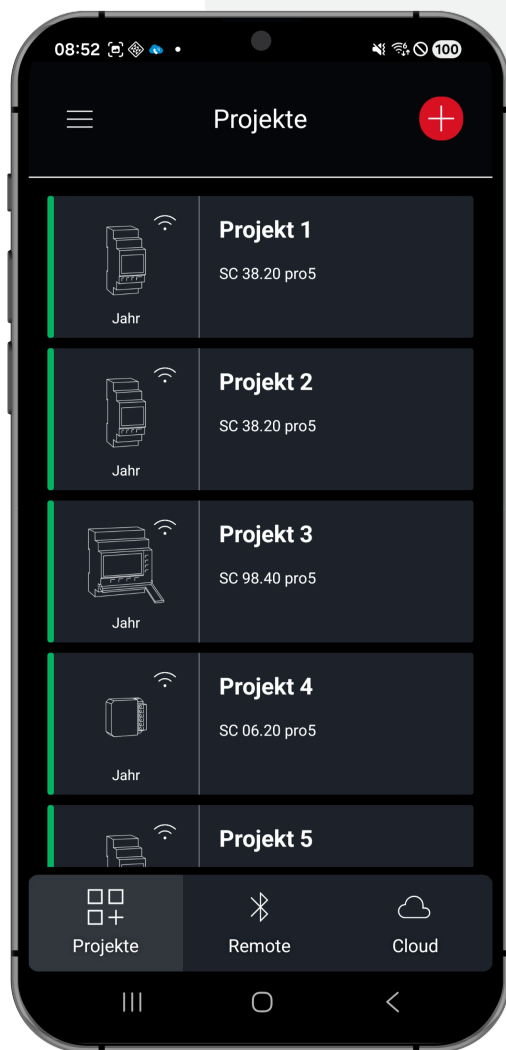 08:52
100
Projekte
Projekt 1
SC 38.20 pro5
Jahr
Projekt 2
SC 38.20 pro5
Jahr
Projekt 3
SC 98.40 pro5
Jahr
Projekt 4
SC 06.20 pro5
Jahr
Projekt 5
Projekte
Remote
Cloud